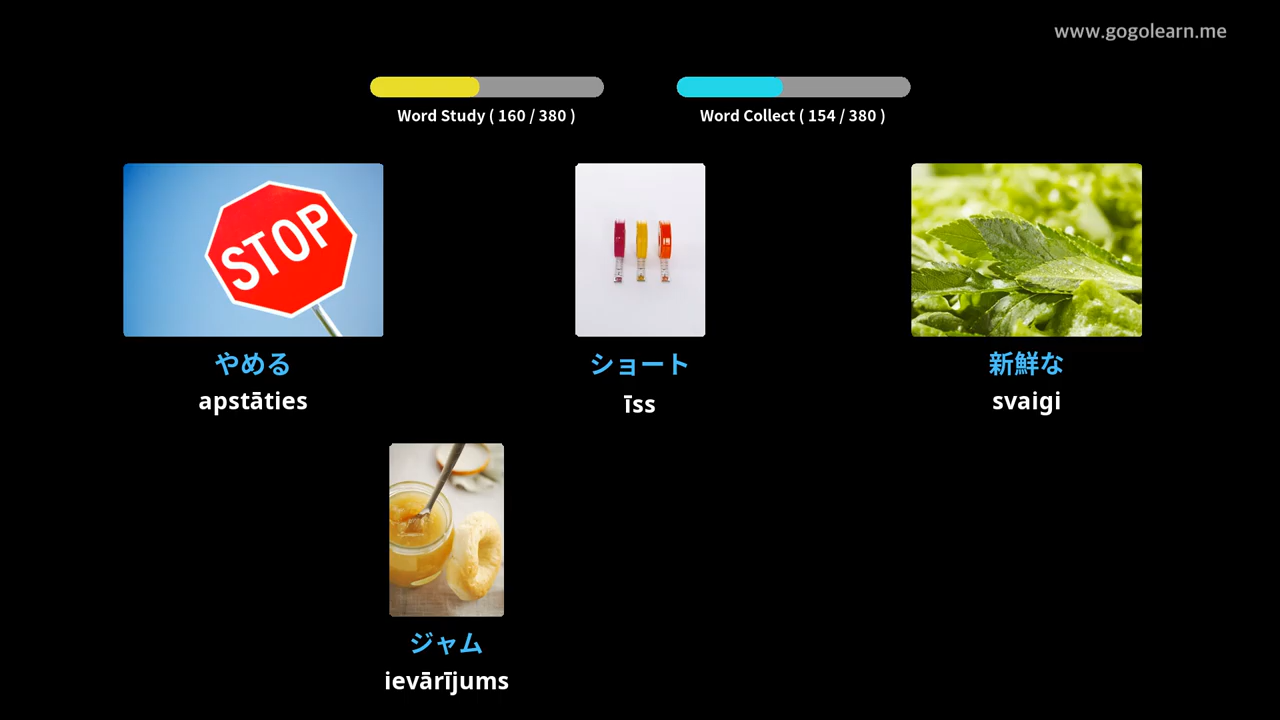 www.gogolearn.me
Word Study ( 160 / 380 )
Word Collect ( 154 / 380 )
STOP
やめる
apstāties
ショート
īss
新鮮な
svaigi
ジャム
ievārījums